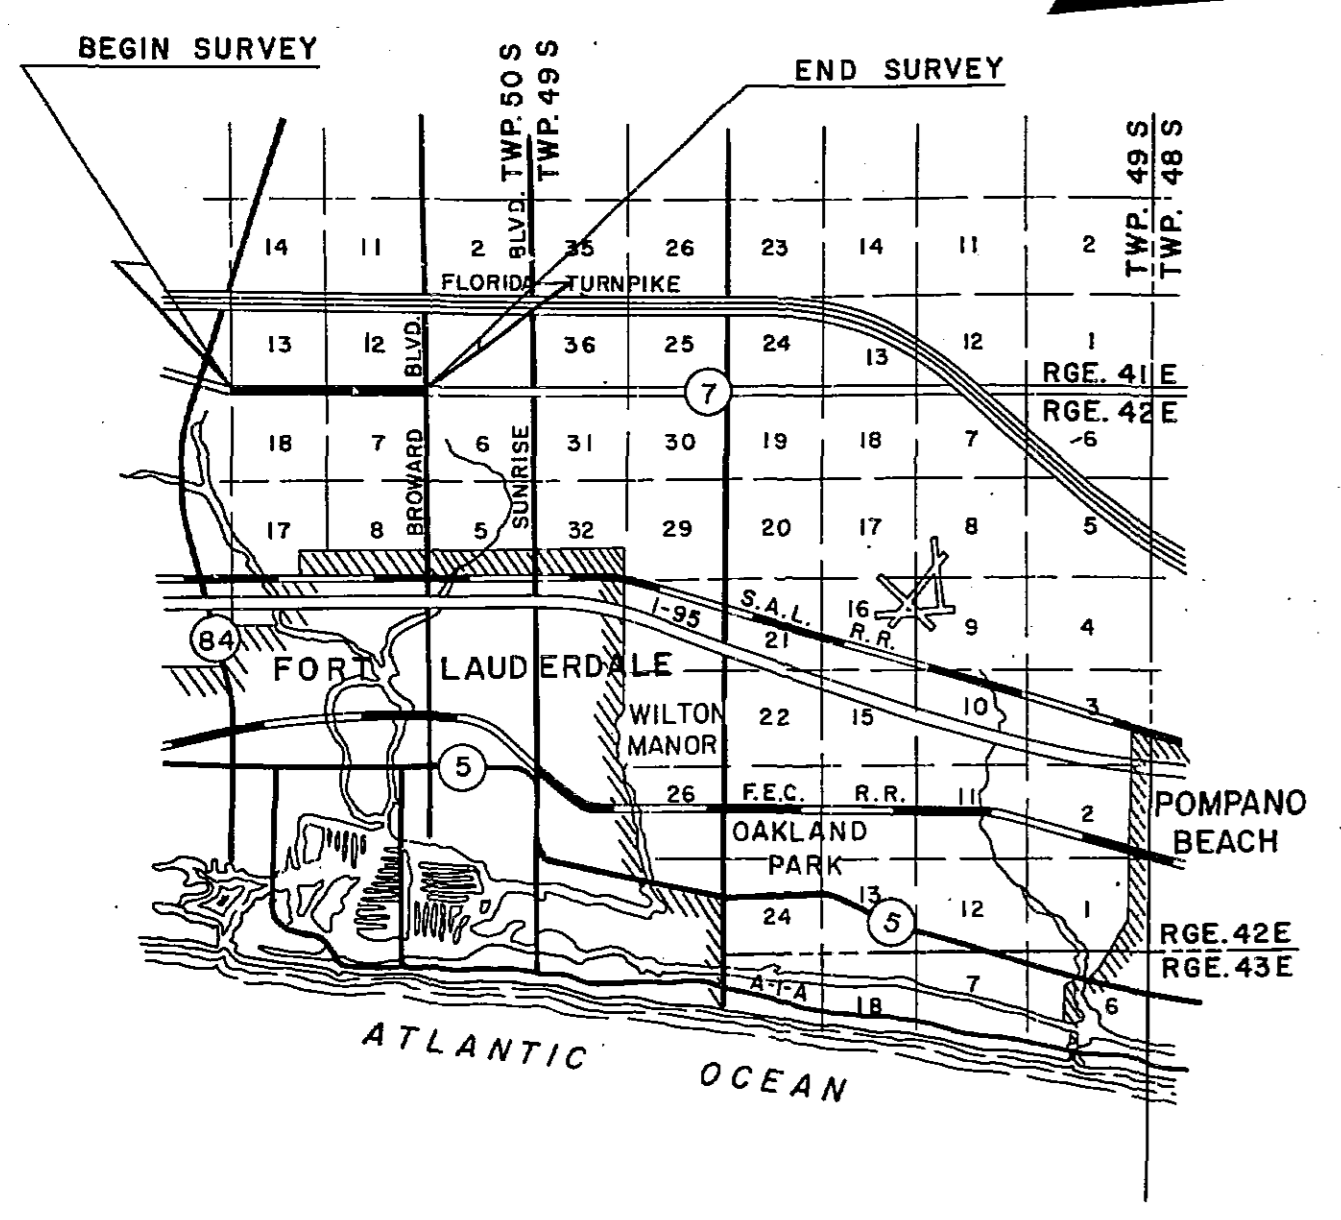 BEGIN SURVEY
END SURVEY
TWP. 50 S
TWP. 49 S
TWP. 49 S
TWP. 48 S
14 11 2 35 26 23 14 11 2
FLORIDA TURNPIKE
13 12 36 25 24 13 12 1
RGE. 41 E
7
RGE. 42 E
18 7 6 31 30 19 18 7 6
BROWARD BLVD.
SUNRISE BLVD.
17 8 5 32 29 20 17 8 5
I-95
S.A.L. R.R.
16 9 4
21
84
FORT LAUDERDALE
WILTON
MANOR
22 15 10 3
5
26
F.E.C. R.R.
11 2
OAKLAND
PARK
POMPANO
BEACH
13
24 5 12 1
RGE. 42 E
RGE. 43 E
A-1-A
18 7 6
ATLANTIC OCEAN